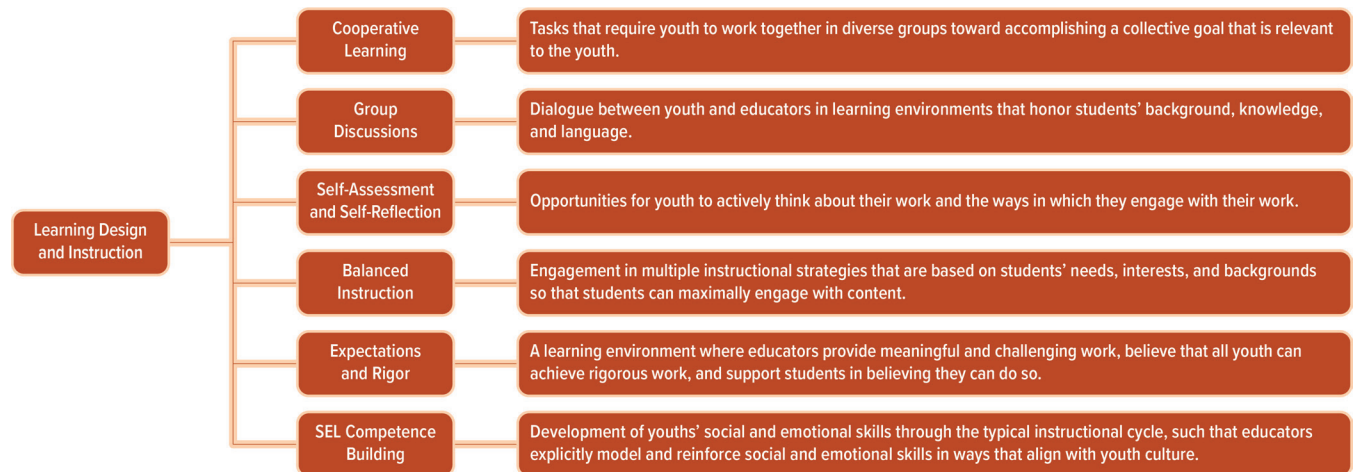 Learning Design
and Instruction
Cooperative
Learning
Tasks that require youth to work together in diverse groups toward accomplishing a collective goal that is relevant
to the youth.
Group
Discussions
Dialogue between youth and educators in learning environments that honor students’ background, knowledge,
and language.
Self-Assessment
and Self-Reflection
Opportunities for youth to actively think about their work and the ways in which they engage with their work.
Balanced
Instruction
Engagement in multiple instructional strategies that are based on students’ needs, interests, and backgrounds
so that students can maximally engage with content.
Expectations
and Rigor
A learning environment where educators provide meaningful and challenging work, believe that all youth can
achieve rigorous work, and support students in believing they can do so.
SEL Competence
Building
Development of youths’ social and emotional skills through the typical instructional cycle, such that educators
explicitly model and reinforce social and emotional skills in ways that align with youth culture.